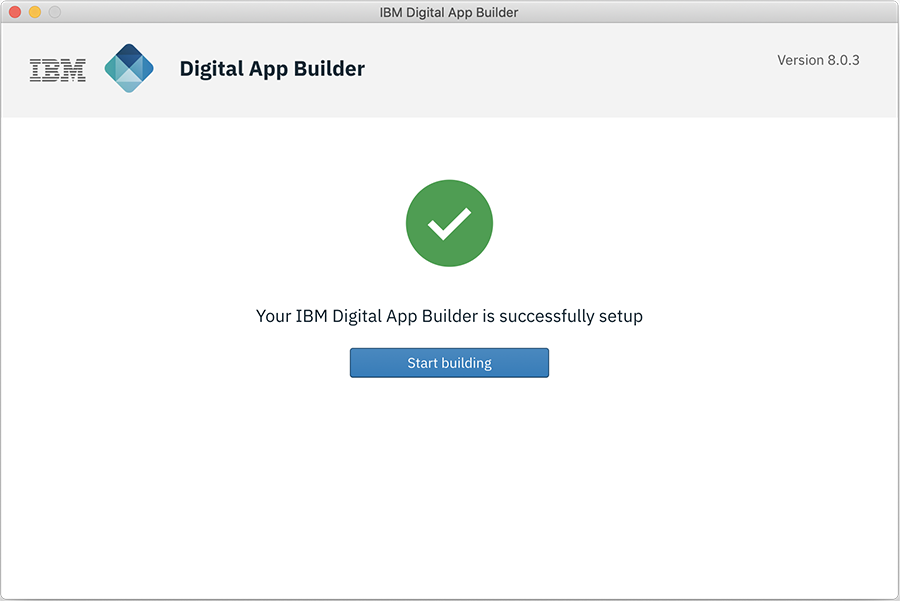 IBM Digital App Builder
IBM
Digital App Builder
Version 8.0.3
Your IBM Digital App Builder is successfully setup
Start building